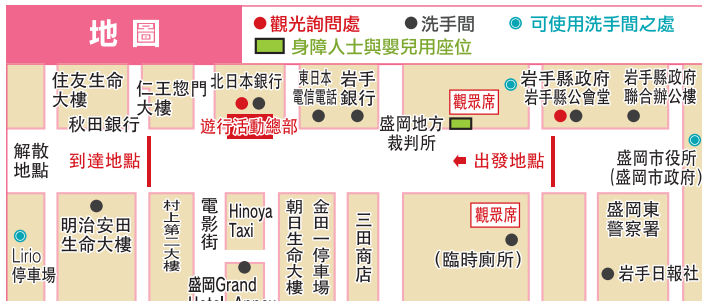 地圖
觀光詢問處
洗手間
可使用洗手間之處
身障人士與嬰兒用座位
住友生命
大樓
秋田銀行
仁王惣門
大樓
北日本銀行
遊行活動總部
東日本
電信電話
岩手
銀行
盛岡地方
裁判所
觀眾席
岩手縣政府
岩手縣公會堂
岩手縣政府
聯合辦公樓
解散
地點
到達地點
出發地點
盛岡市役所
(盛岡市政府)
Lirio
停車場
明治安田
生命大樓
村上第二大樓
電影街
Hinoya
Taxi
盛岡Grand
朝日生命大樓
金田一停車場
三田商店
觀眾席
(臨時廁所)
盛岡東
警察署
岩手日報社